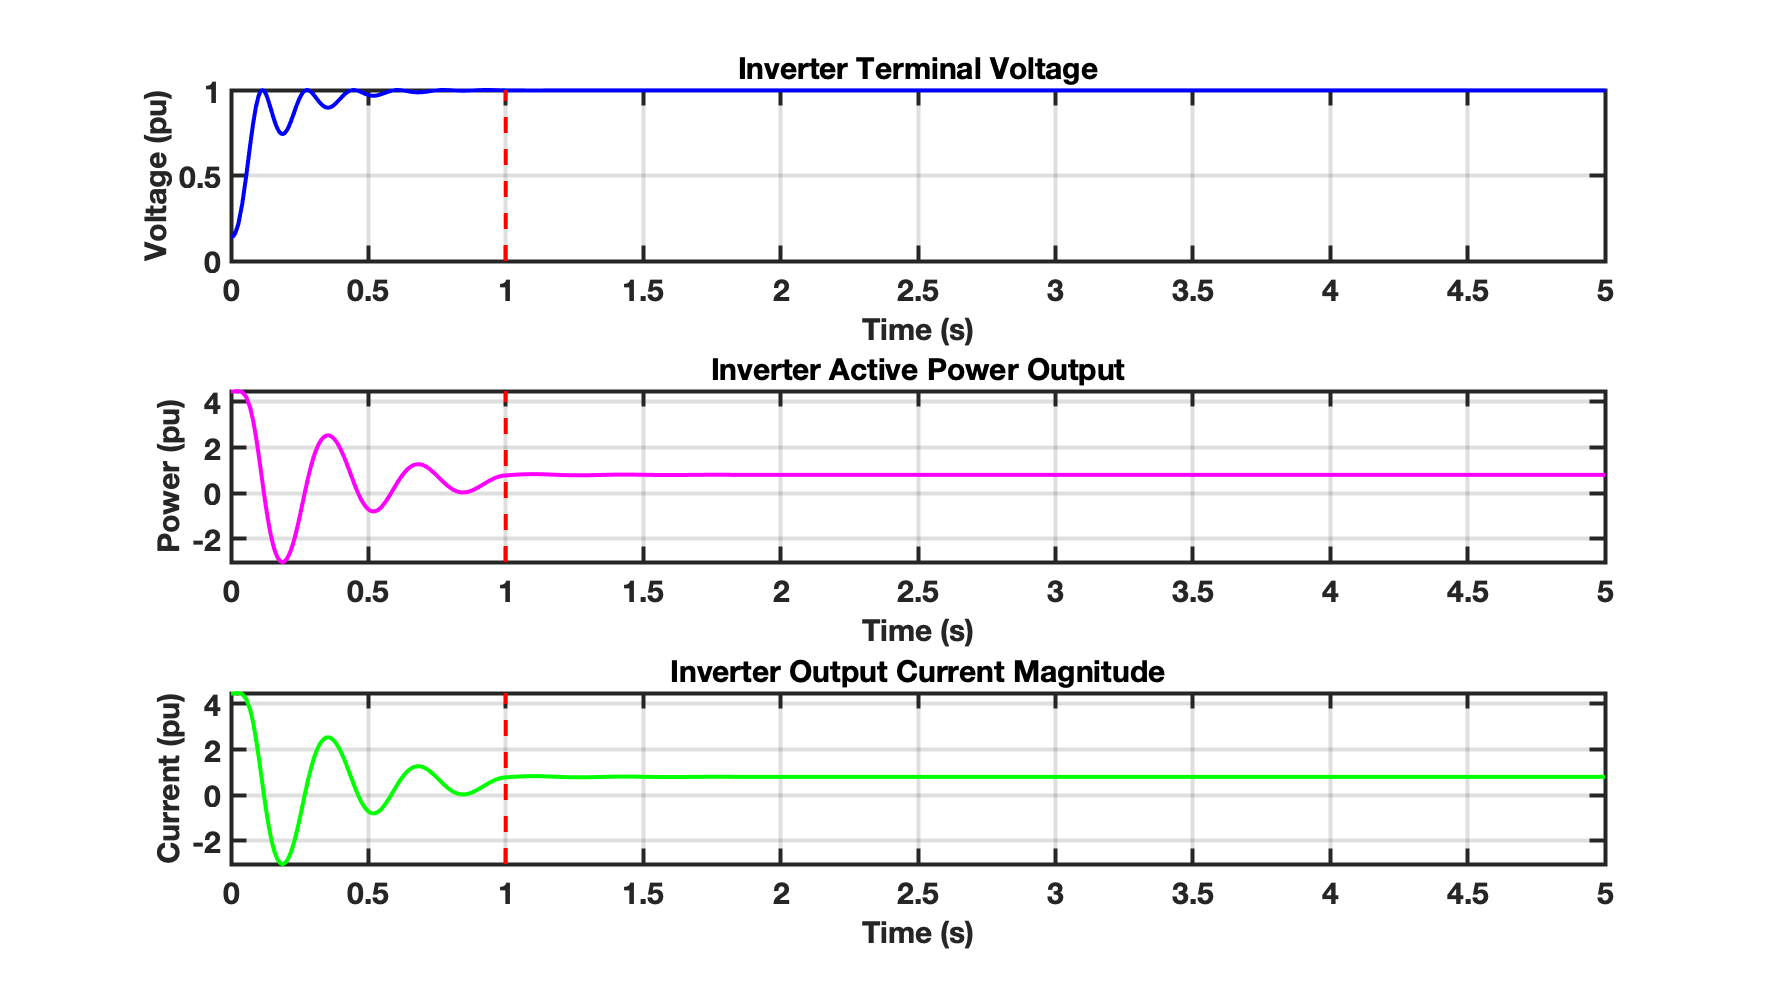 Inverter Terminal Voltage
Voltage (pu)
1
0.5
0
0 0.5 1 1.5 2 2.5 3 3.5 4 4.5 5
Time (s)
Inverter Active Power Output
Power (pu)
4
2
0
-2
0 0.5 1 1.5 2 2.5 3 3.5 4 4.5 5
Time (s)
Inverter Output Current Magnitude
Current (pu)
4
2
0
-2
0 0.5 1 1.5 2 2.5 3 3.5 4 4.5 5
Time (s)